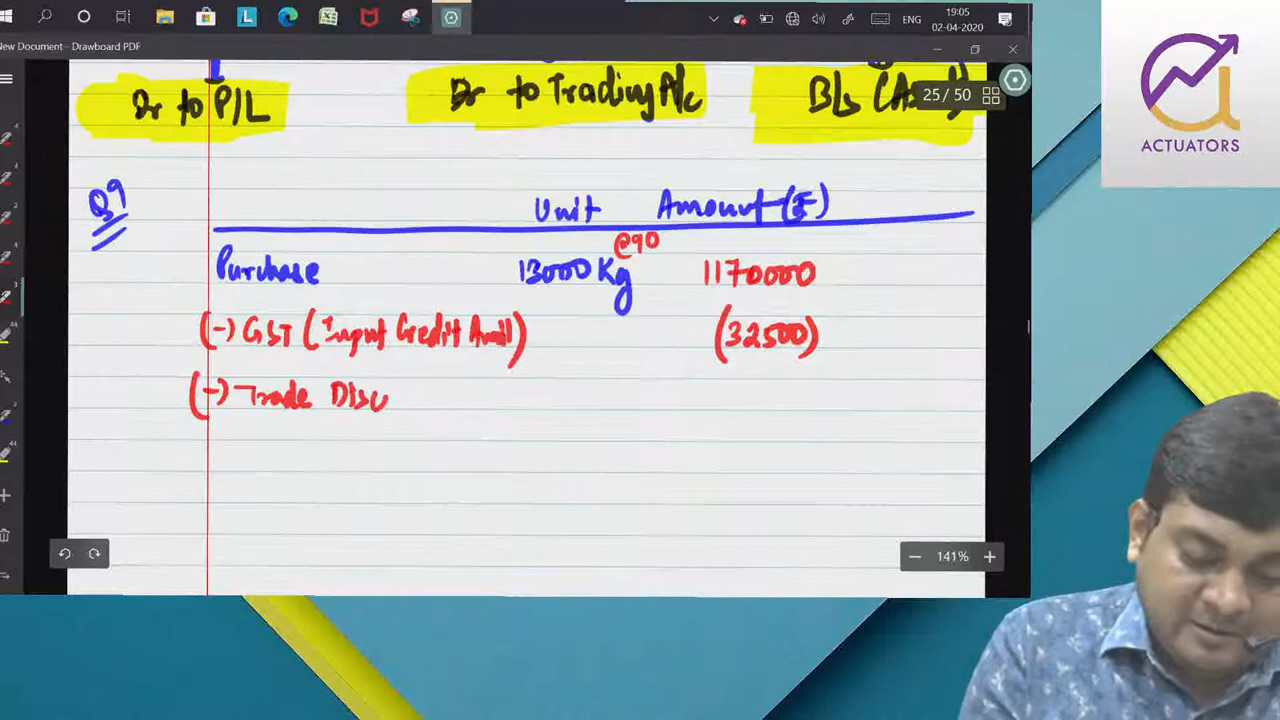 19:05
ENG
02-04-2020
New Document - Drawboard PDF
Dr to P/L
Dr to Trading A/c
B/s (Asset)
25 / 50
ACTUATORS
Q9
Unit
Amount (₹)
@90
Purchase
13000 Kg
1170000
(-) GST (Input Credit Avail)
(32500)
(-) Trade Disc
141%